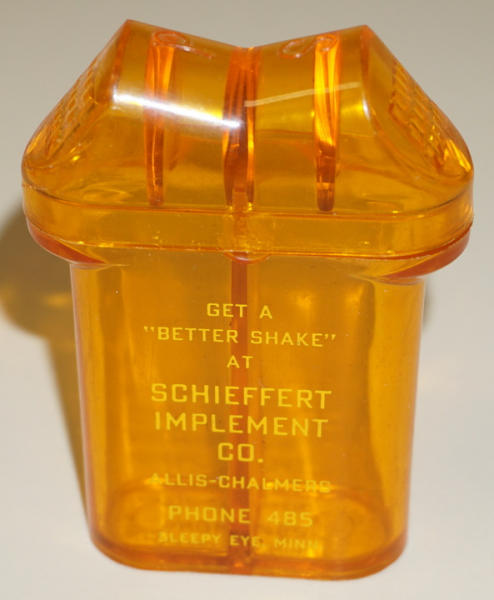 GET A
"BETTER SHAKE"
AT
SCHIEFFERT
IMPLEMENT
CO.
ALLIS-CHALMERS
PHONE 485
SLEEPY EYE, MINN.